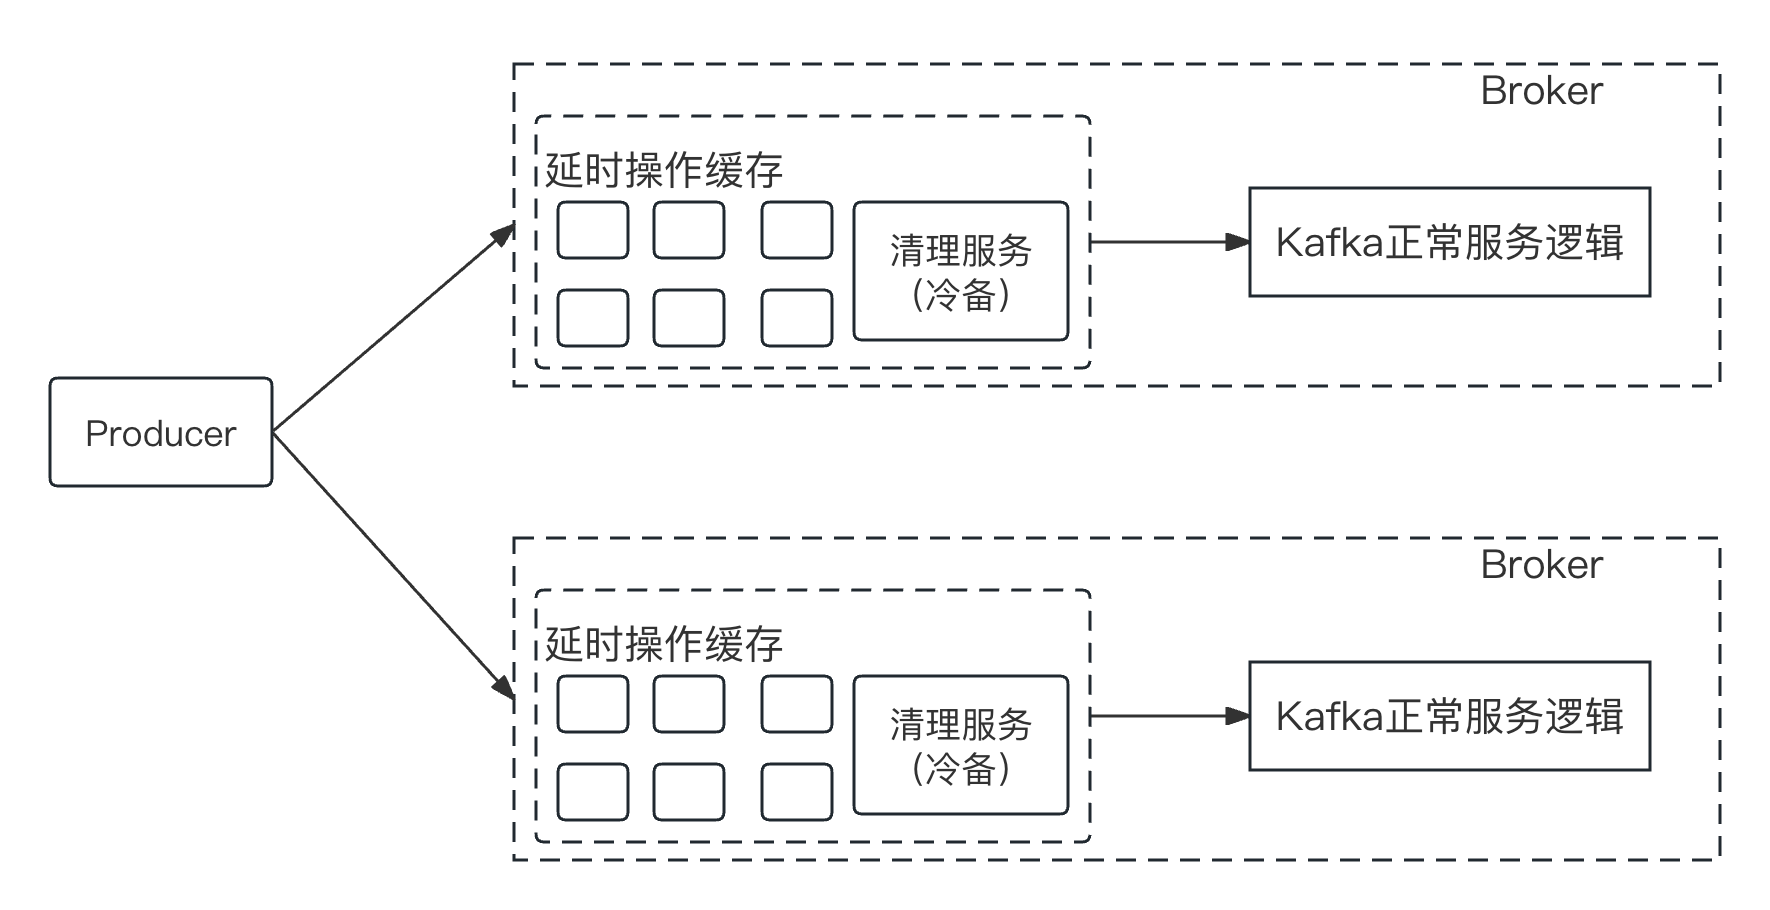 Broker
延时操作缓存
清理服务
(冷备)
Kafka正常服务逻辑
Producer
Broker
延时操作缓存
清理服务
(冷备)
Kafka正常服务逻辑